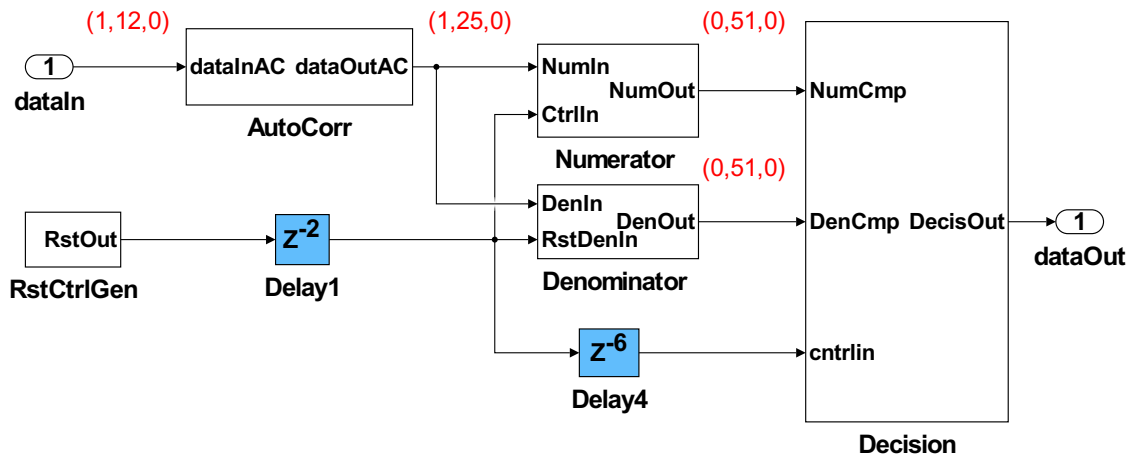 (1,12,0) (1,25,0) (0,51,0)
1 dataInAC dataOutAC NumIn NumOut NumCmp
dataIn CtrlIn
AutoCorr Numerator
(0,51,0)
DenIn
RstOut Z-2 RstDenIn DenOut DenCmp DecisOut 1
RstCtrlGen Delay1 Denominator dataOut
Z-6 cntrlin
Delay4
Decision